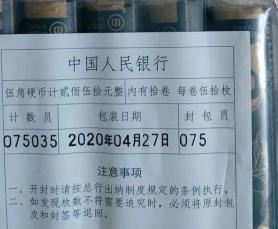 中国人民银行
伍角硬币计贰佰伍拾元整 内有拾卷 每卷伍拾枚
计数员 包装日期 封包员
075035 2020年04月27日 075
注意事项
一、开封时请按总行出纳制度规定的条例执行。
二、如发现枚数不符需要追究时，必须将原封包
皮和封签等退回。